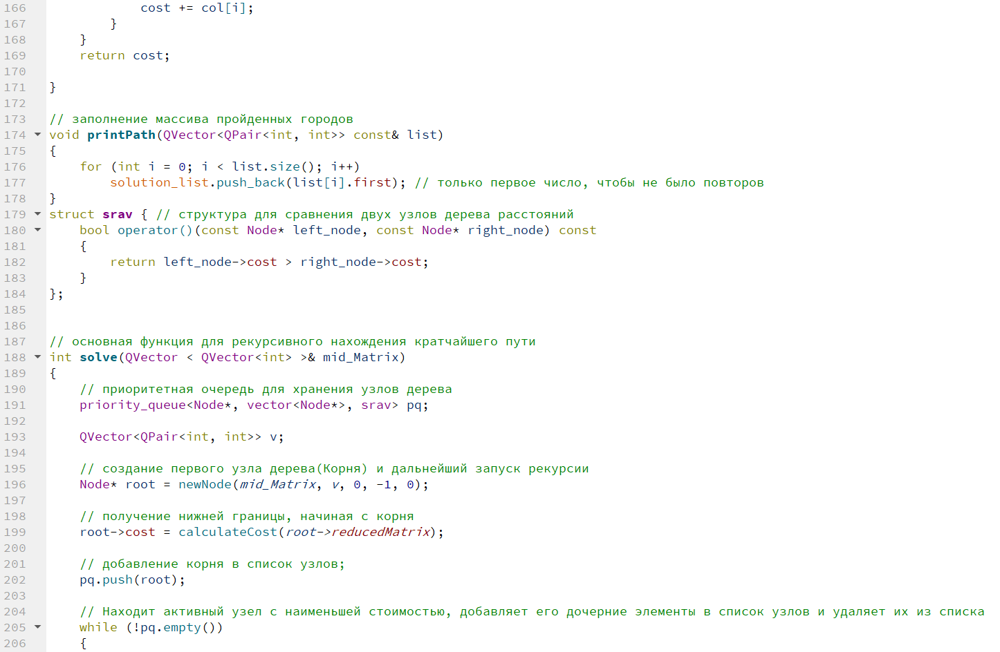 166             cost += col[i];
167         }
168     }
169     return cost;
170
171 }
172
173 // заполнение массива пройденных городов
174 void printPath(QVector<QPair<int, int>> const& list)
175 {
176     for (int i = 0; i < list.size(); i++)
177         solution_list.push_back(list[i].first); // только первое число, чтобы не было повторов
178 }
179 struct srav { // структура для сравнения двух узлов дерева расстояний
180     bool operator()(const Node* left_node, const Node* right_node) const
181     {
182         return left_node->cost > right_node->cost;
183     }
184 };
185
186
187 // основная функция для рекурсивного нахождения кратчайшего пути
188 int solve(QVector < QVector<int> >& mid_Matrix)
189 {
190     // приоритетная очередь для хранения узлов дерева
191     priority_queue<Node*, vector<Node*>, srav> pq;
192
193     QVector<QPair<int, int>> v;
194
195     // создание первого узла дерева(Корня) и дальнейший запуск рекурсии
196     Node* root = newNode(mid_Matrix, v, 0, -1, 0);
197
198     // получение нижней границы, начиная с корня
199     root->cost = calculateCost(root->reducedMatrix);
200
201     // добавление корня в список узлов;
202     pq.push(root);
203
204     // Находит активный узел с наименьшей стоимостью, добавляет его дочерние элементы в список узлов и удаляет их из списка
205     while (!pq.empty())
206     {